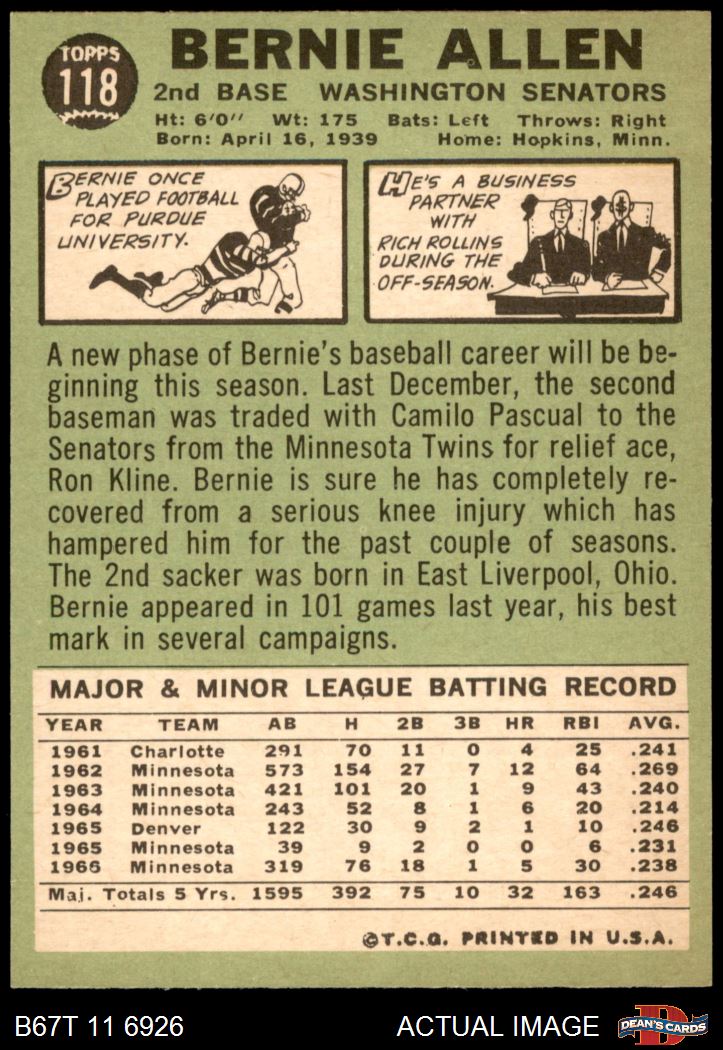 TOPPS
118
BERNIE ALLEN
2nd BASE WASHINGTON SENATORS
Ht: 6'0" Wt: 175 Bats: Left Throws: Right
Born: April 16, 1939 Home: Hopkins, Minn.
BERNIE ONCE
PLAYED FOOTBALL
FOR PURDUE
UNIVERSITY.
HE'S A BUSINESS
PARTNER
WITH
RICH ROLLINS
DURING THE
OFF-SEASON.
A new phase of Bernie's baseball career will be be-
ginning this season. Last December, the second
baseman was traded with Camilo Pascual to the
Senators from the Minnesota Twins for relief ace,
Ron Kline. Bernie is sure he has completely re-
covered from a serious knee injury which has
hampered him for the past couple of seasons.
The 2nd sacker was born in East Liverpool, Ohio.
Bernie appeared in 101 games last year, his best
mark in several campaigns.
MAJOR & MINOR LEAGUE BATTING RECORD
YEAR TEAM AB H 2B 3B HR RBI AVG.
1961 Charlotte 291 70 11 0 4 25 .241
1962 Minnesota 573 154 27 7 12 64 .269
1963 Minnesota 421 101 20 1 9 43 .240
1964 Minnesota 243 52 8 1 6 20 .214
1965 Denver 122 30 9 2 1 10 .246
1965 Minnesota 39 9 2 0 0 6 .231
1966 Minnesota 319 76 18 1 5 30 .238
Maj. Totals 5 Yrs. 1595 392 75 10 32 163 .246
©T.C.G. PRINTED IN U.S.A.
B67T 11 6926 ACTUAL IMAGE
D
DEAN'S CARDS